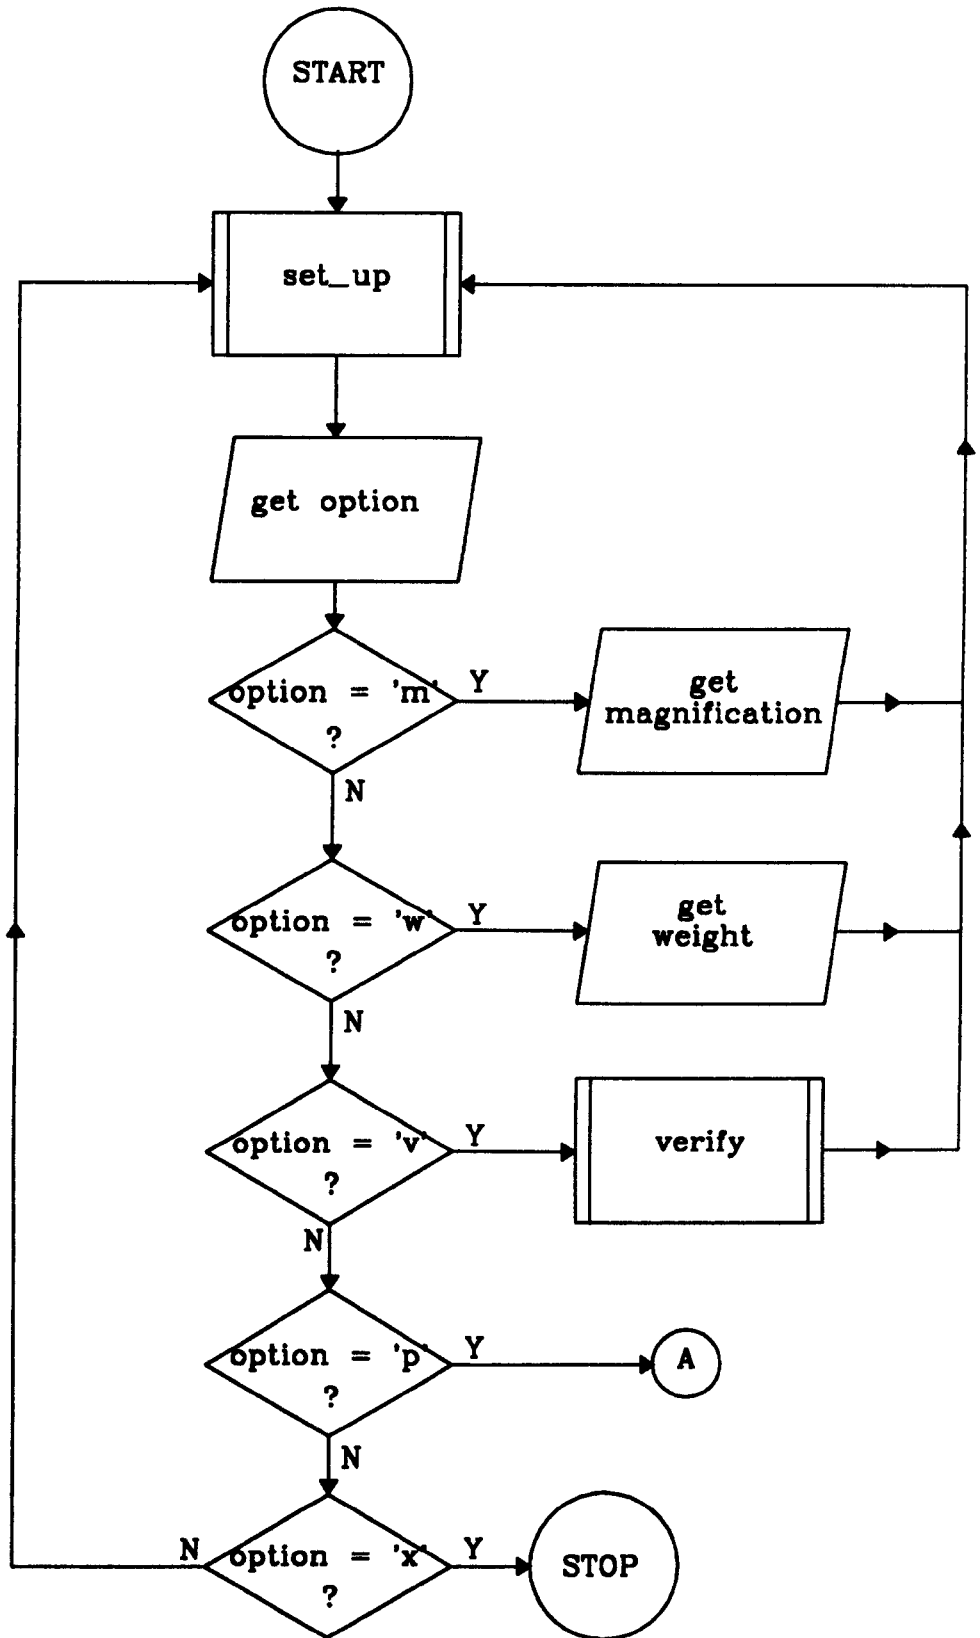 START
set_up
get option
option = 'm'
?
Y
N
get
magnification
option = 'w'
?
Y
N
get
weight
option = 'v'
?
Y
N
verify
option = 'p'
?
Y
N
A
option = 'x'
?
N
Y
STOP